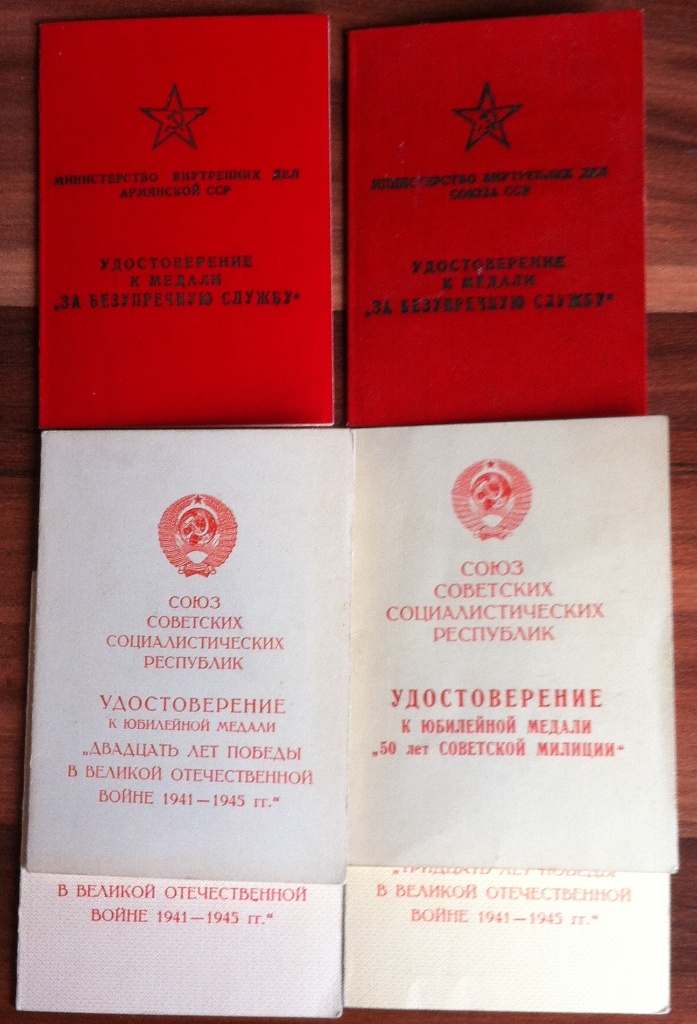 МИНИСТЕРСТВО ВНУТРЕННИХ ДЕЛ
АРМЯНСКОЙ ССР
УДОСТОВЕРЕНИЕ
К МЕДАЛИ
„ЗА БЕЗУПРЕЧНУЮ СЛУЖБУ“
МИНИСТЕРСТВО ВНУТРЕННИХ ДЕЛ
СОЮЗА ССР
УДОСТОВЕРЕНИЕ
К МЕДАЛИ
„ЗА БЕЗУПРЕЧНУЮ СЛУЖБУ“
СОЮЗ
СОВЕТСКИХ
СОЦИАЛИСТИЧЕСКИХ
РЕСПУБЛИК
УДОСТОВЕРЕНИЕ
К ЮБИЛЕЙНОЙ МЕДАЛИ
„ДВАДЦАТЬ ЛЕТ ПОБЕДЫ
В ВЕЛИКОЙ ОТЕЧЕСТВЕННОЙ
ВОЙНЕ 1941—1945 гг.“
СОЮЗ
СОВЕТСКИХ
СОЦИАЛИСТИЧЕСКИХ
РЕСПУБЛИК
УДОСТОВЕРЕНИЕ
К ЮБИЛЕЙНОЙ МЕДАЛИ
„50 лет СОВЕТСКОЙ МИЛИЦИИ“
В ВЕЛИКОЙ ОТЕЧЕСТВЕННОЙ
ВОЙНЕ 1941—1945 гг.“
„ТРИДЦАТЬ ЛЕТ ПОБЕДЫ
В ВЕЛИКОЙ ОТЕЧЕСТВЕННОЙ
ВОЙНЕ 1941—1945 гг.“